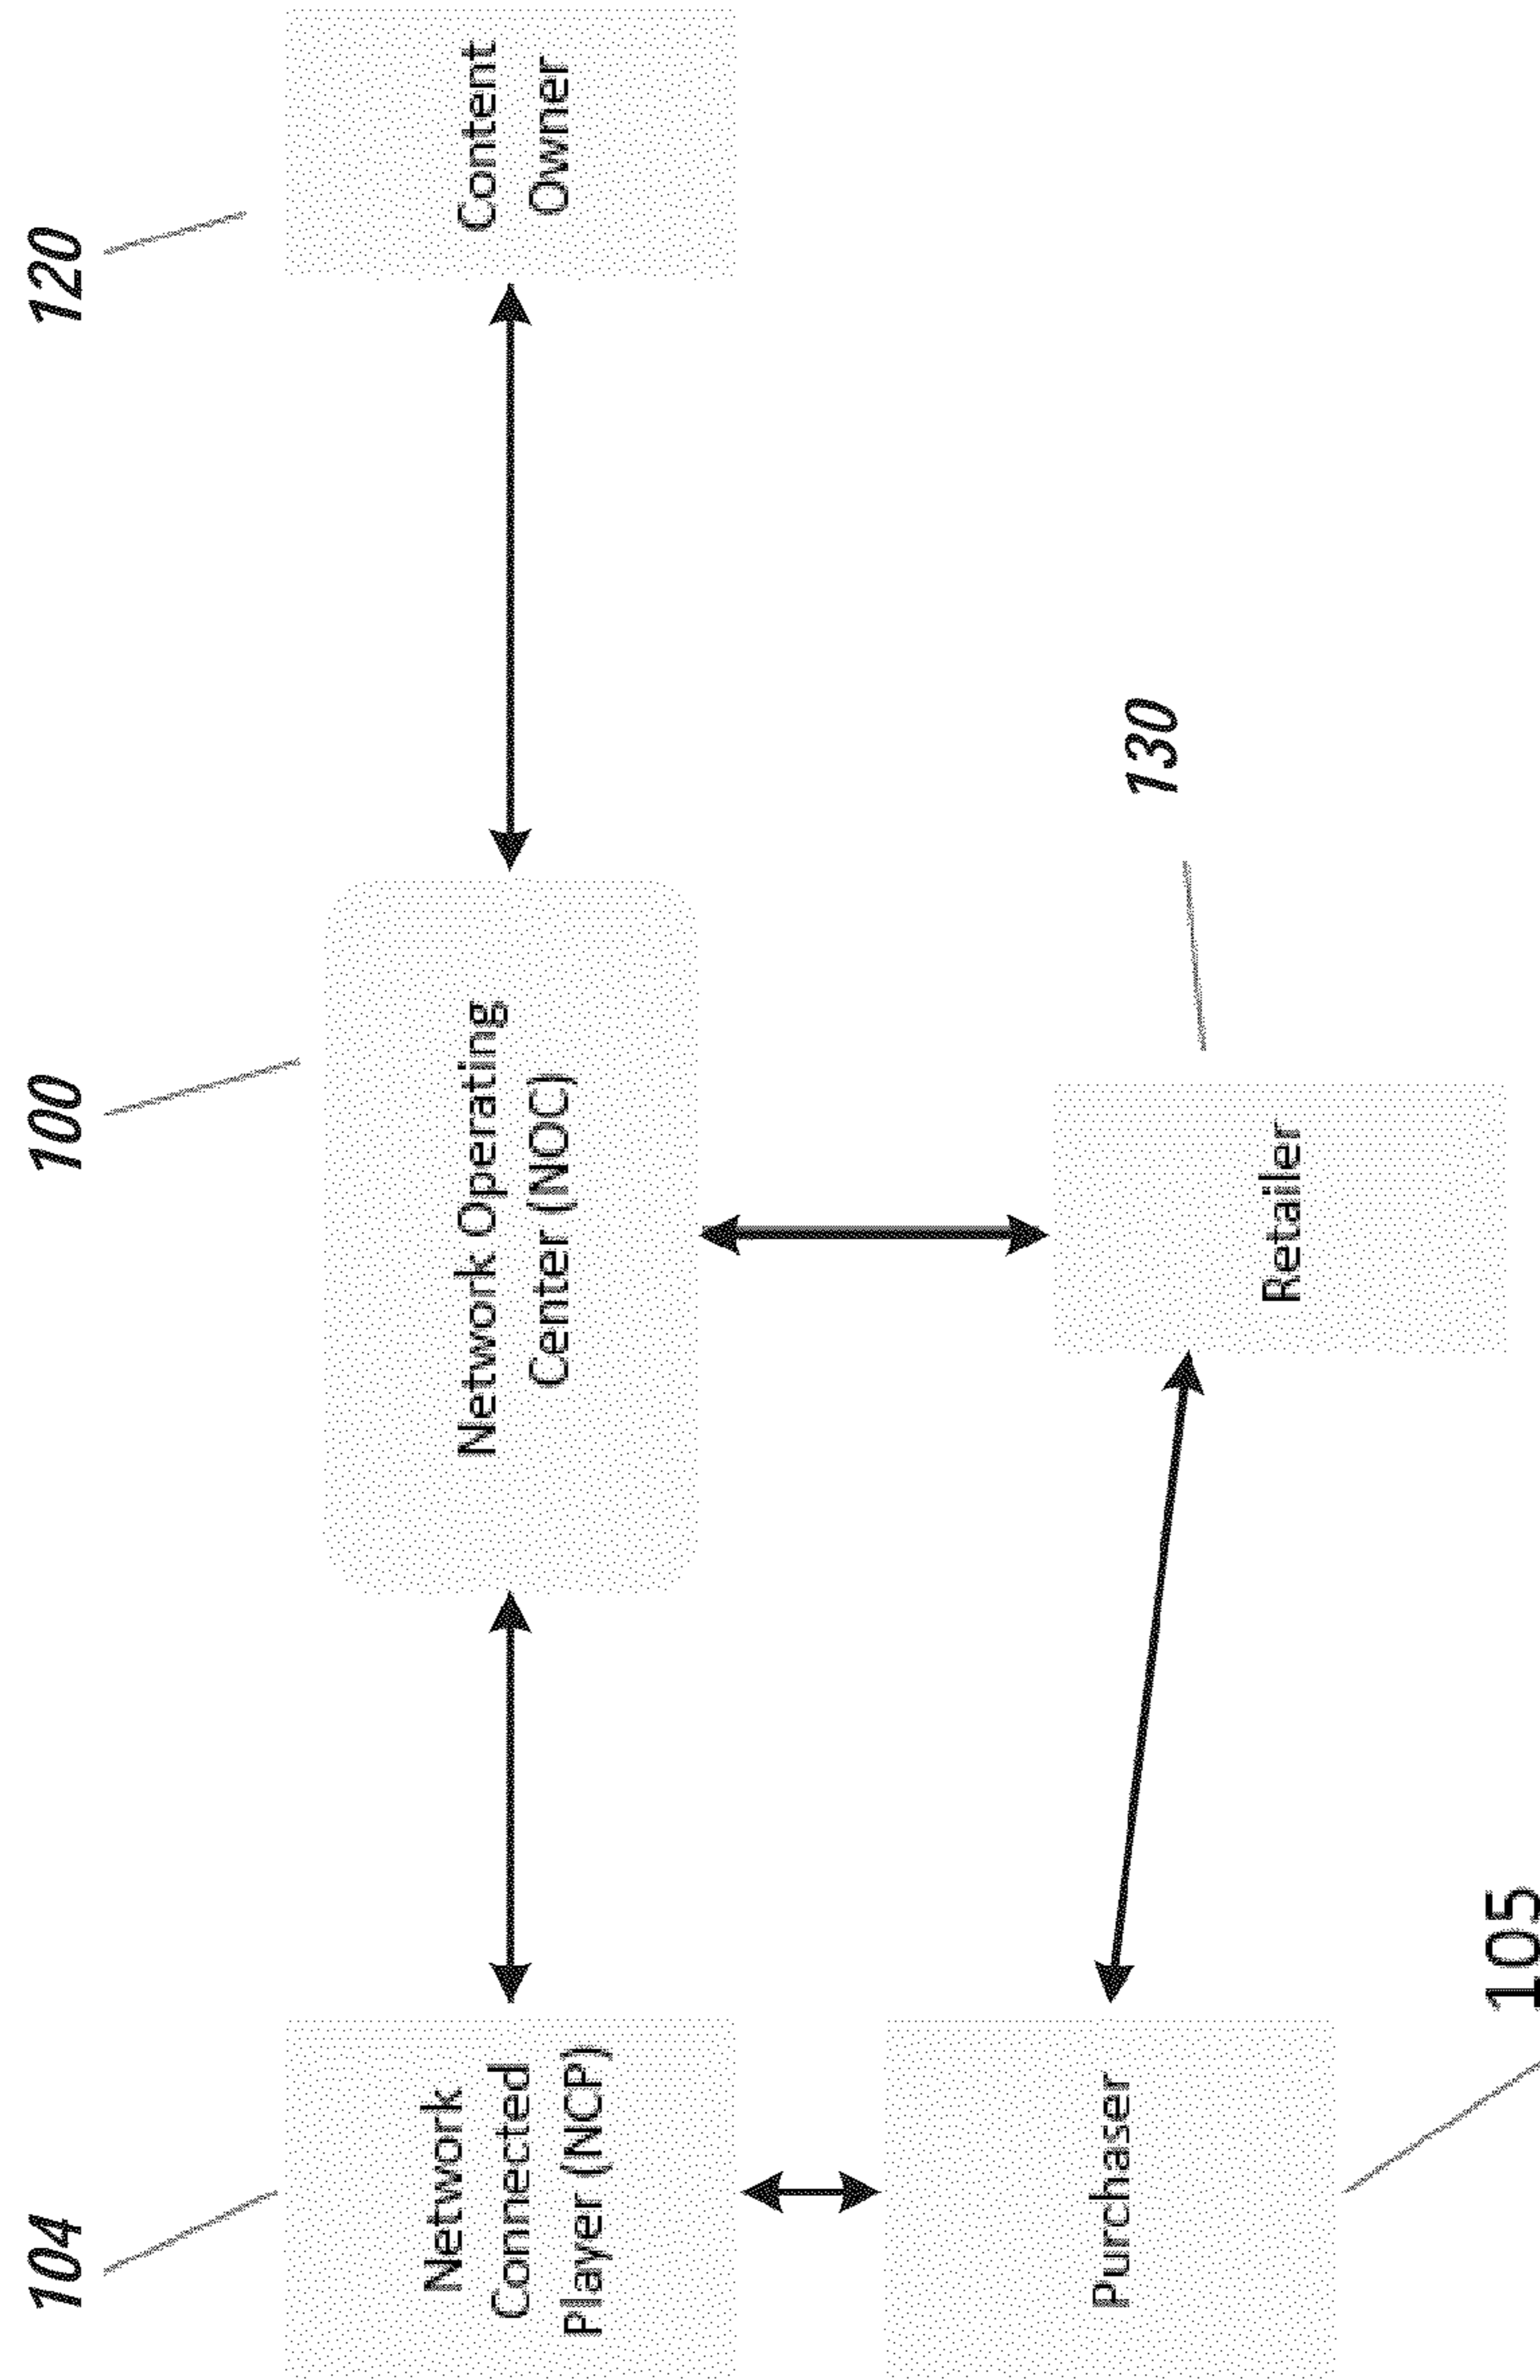 104
100
120
Network
Connected
Player (NCP)
Network Operating
Center (NOC)
Content
Owner
Purchaser
Retailer
130
105